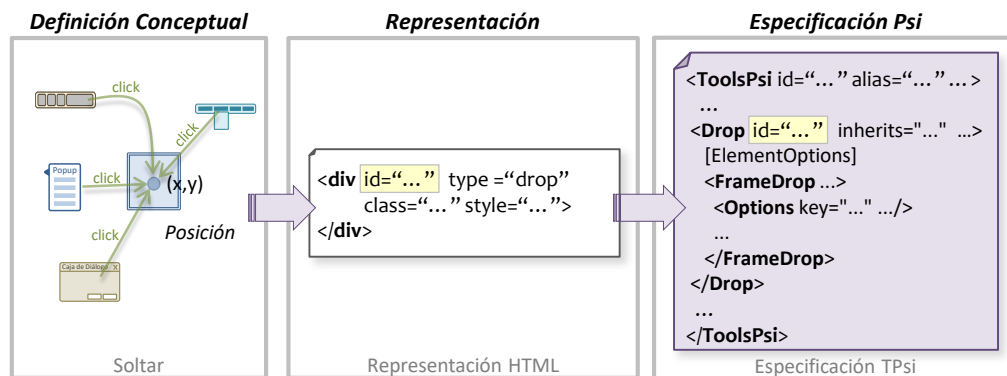 Definición Conceptual
click
click
Popup
click
(x,y)
click
Posición
Caja de Diálogo X
Soltar
Representación
<div id=“...” type =“drop”
class=“...” style=“...”>
</div>
Representación HTML
Especificación Psi
<ToolsPsi id=“...” alias=“...” ... >
...
<Drop id=“...” inherits="..." ...>
[ElementOptions]
<FrameDrop ...>
<Options key="..." .../>
...
</FrameDrop>
</Drop>
...
</ToolsPsi>
Especificación TPsi